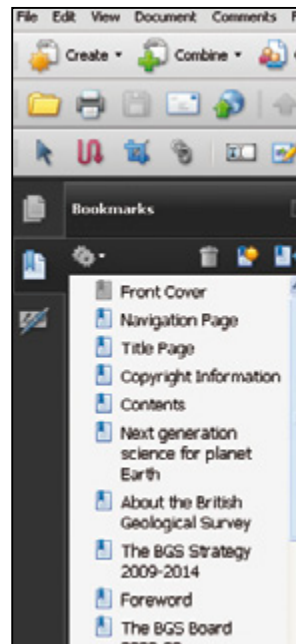 File Edit View Document Comments
Create Combine
Bookmarks
Front Cover
Navigation Page
Title Page
Copyright Information
Contents
Next generation
science for planet
Earth
About the British
Geological Survey
The BGS Strategy
2009-2014
Foreword
The BGS Board